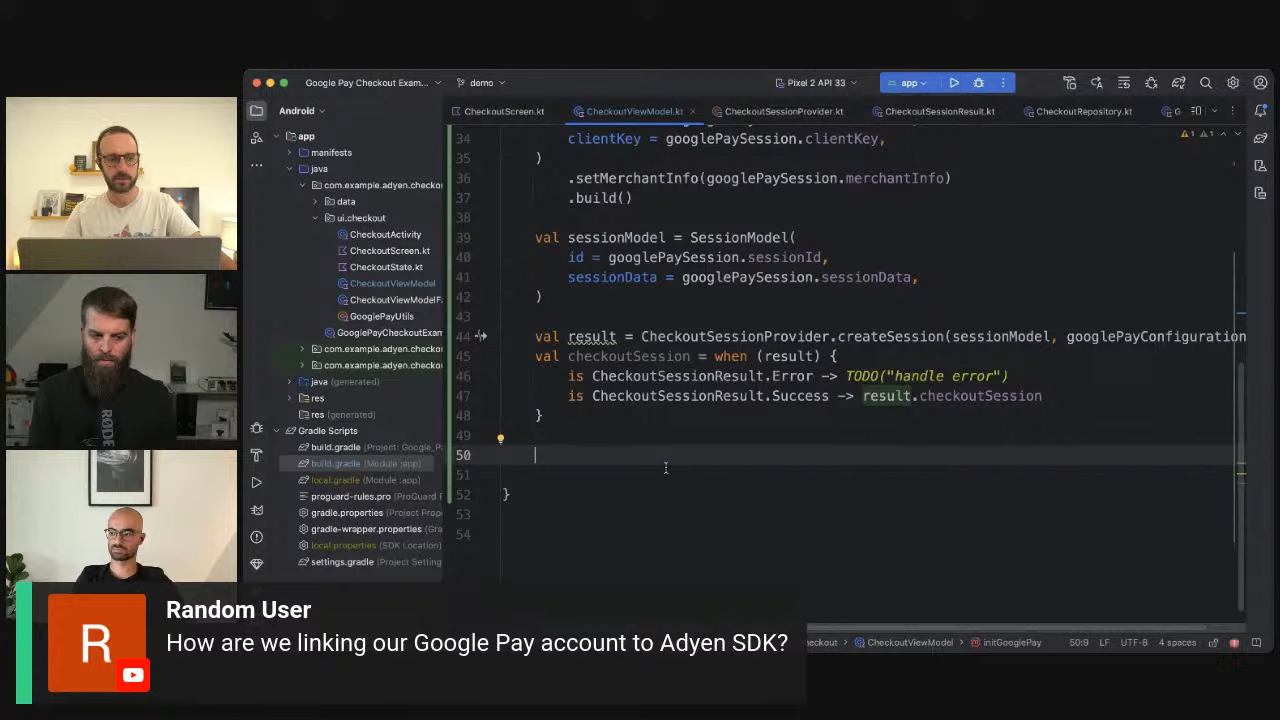 Google Pay Checkout Exam...
demo
Pixel 2 API 33
app
Android
CheckoutScreen.kt
CheckoutViewModel.kt
CheckoutSessionProvider.kt
CheckoutSessionResult.kt
CheckoutRepository.kt
G
app
manifests
java
com.example.adyen.checko
data
ui.checkout
CheckoutActivity
CheckoutScreen.kt
CheckoutState.kt
CheckoutViewModel
CheckoutViewModelF
GooglePayUtils
GooglePayCheckoutExam
com.example.adyen.checko
com.example.adyen.checko
java (generated)
res
res (generated)
Gradle Scripts
build.gradle (Project: Google_P
build.gradle (Module :app)
local.gradle (Module :app)
proguard-rules.pro (ProGuard
gradle.properties (Project Prop
gradle-wrapper.properties (Gra
local.properties (SDK Location)
settings.gradle (Project Setting
1 1
34 clientKey = googlePaySession.clientKey,
35 )
36 .setMerchantInfo(googlePaySession.merchantInfo)
37 .build()
38
39 val sessionModel = SessionModel(
40 id = googlePaySession.sessionId,
41 sessionData = googlePaySession.sessionData,
42 )
43
44 val result = CheckoutSessionProvider.createSession(sessionModel, googlePayConfiguration
45 val checkoutSession = when (result) {
46 is CheckoutSessionResult.Error -> TODO("handle error")
47 is CheckoutSessionResult.Success -> result.checkoutSession
48 }
49
50
51
52 }
53
54
RØDE
R
Random User
How are we linking our Google Pay account to Adyen SDK?
ckout
CheckoutViewModel
initGooglePay
50:9 LF UTF-8 4 spaces